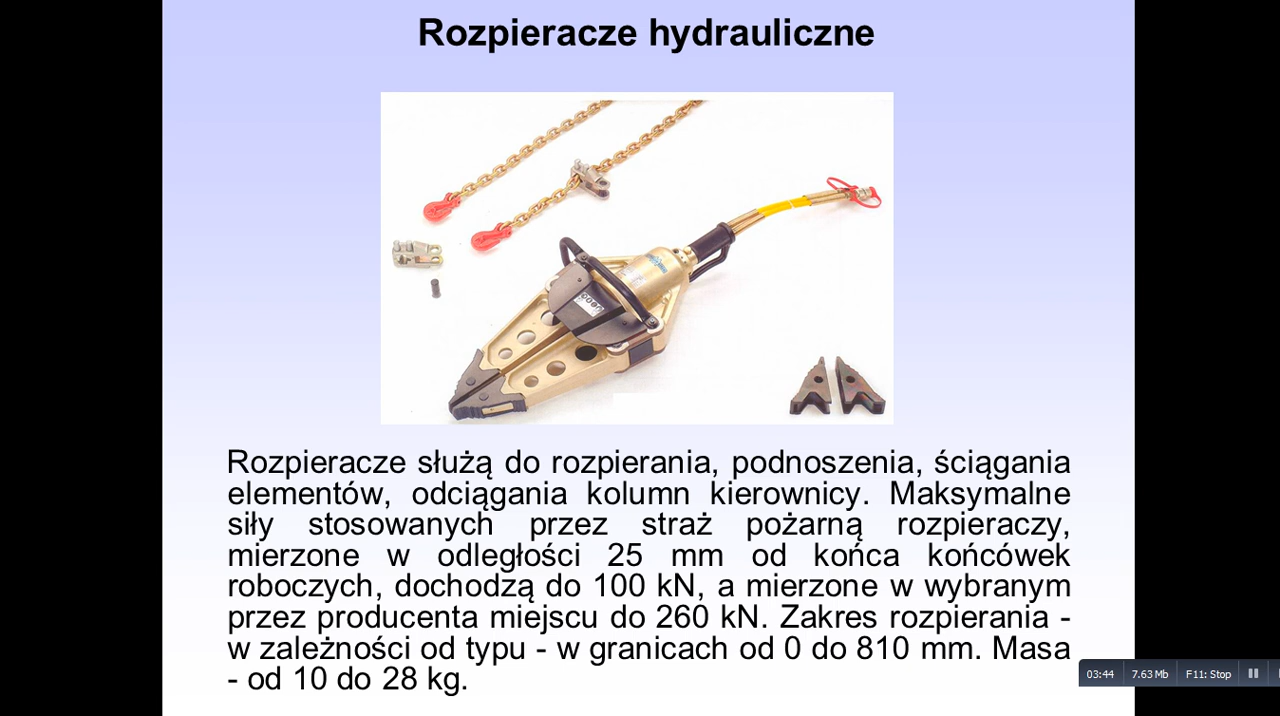 Rozpieracze hydrauliczne
Rozpieracze służą do rozpierania, podnoszenia, ściągania
elementów, odciągania kolumn kierownicy. Maksymalne
siły stosowanych przez straż pożarną rozpieraczy,
mierzone w odległości 25 mm od końca końcówek
roboczych, dochodzą do 100 kN, a mierzone w wybranym
przez producenta miejscu do 260 kN. Zakres rozpierania -
w zależności od typu - w granicach od 0 do 810 mm. Masa
- od 10 do 28 kg.
03:44 7.63 Mb F11: Stop